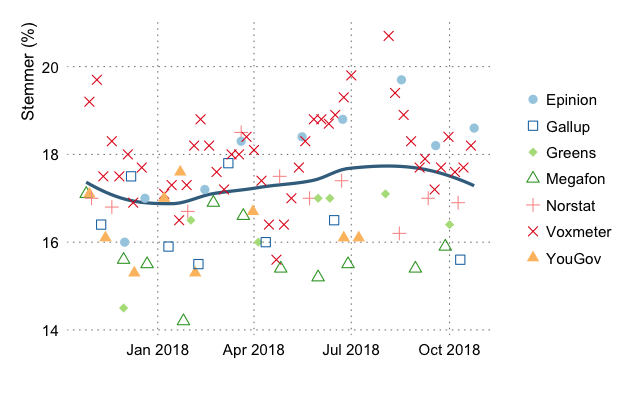 Stemmer (%)
20
18
16
14
Jan 2018
Apr 2018
Jul 2018
Oct 2018
Epinion
Gallup
Greens
Megafon
Norstat
Voxmeter
YouGov